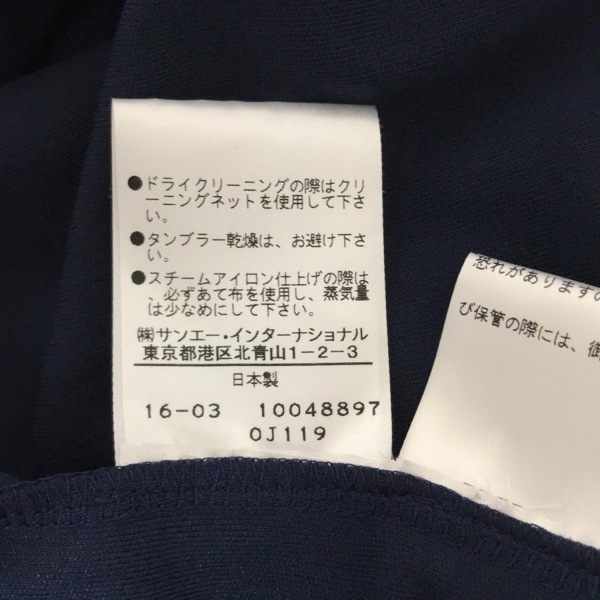 ●ドライクリーニングの際はクリ
ーニングネットを使用して下さ
い。
●タンブラー乾燥は、お避け下さ
い。
●スチームアイロン仕上げの際は
、必ずあて布を使用し、蒸気量
は少なめにして下さい。
㈱サンエー・インターナショナル
東京都港区北青山1-2-3
日本製
16-03 10048897
0J119
恐れがありますの
び保管の際には、御